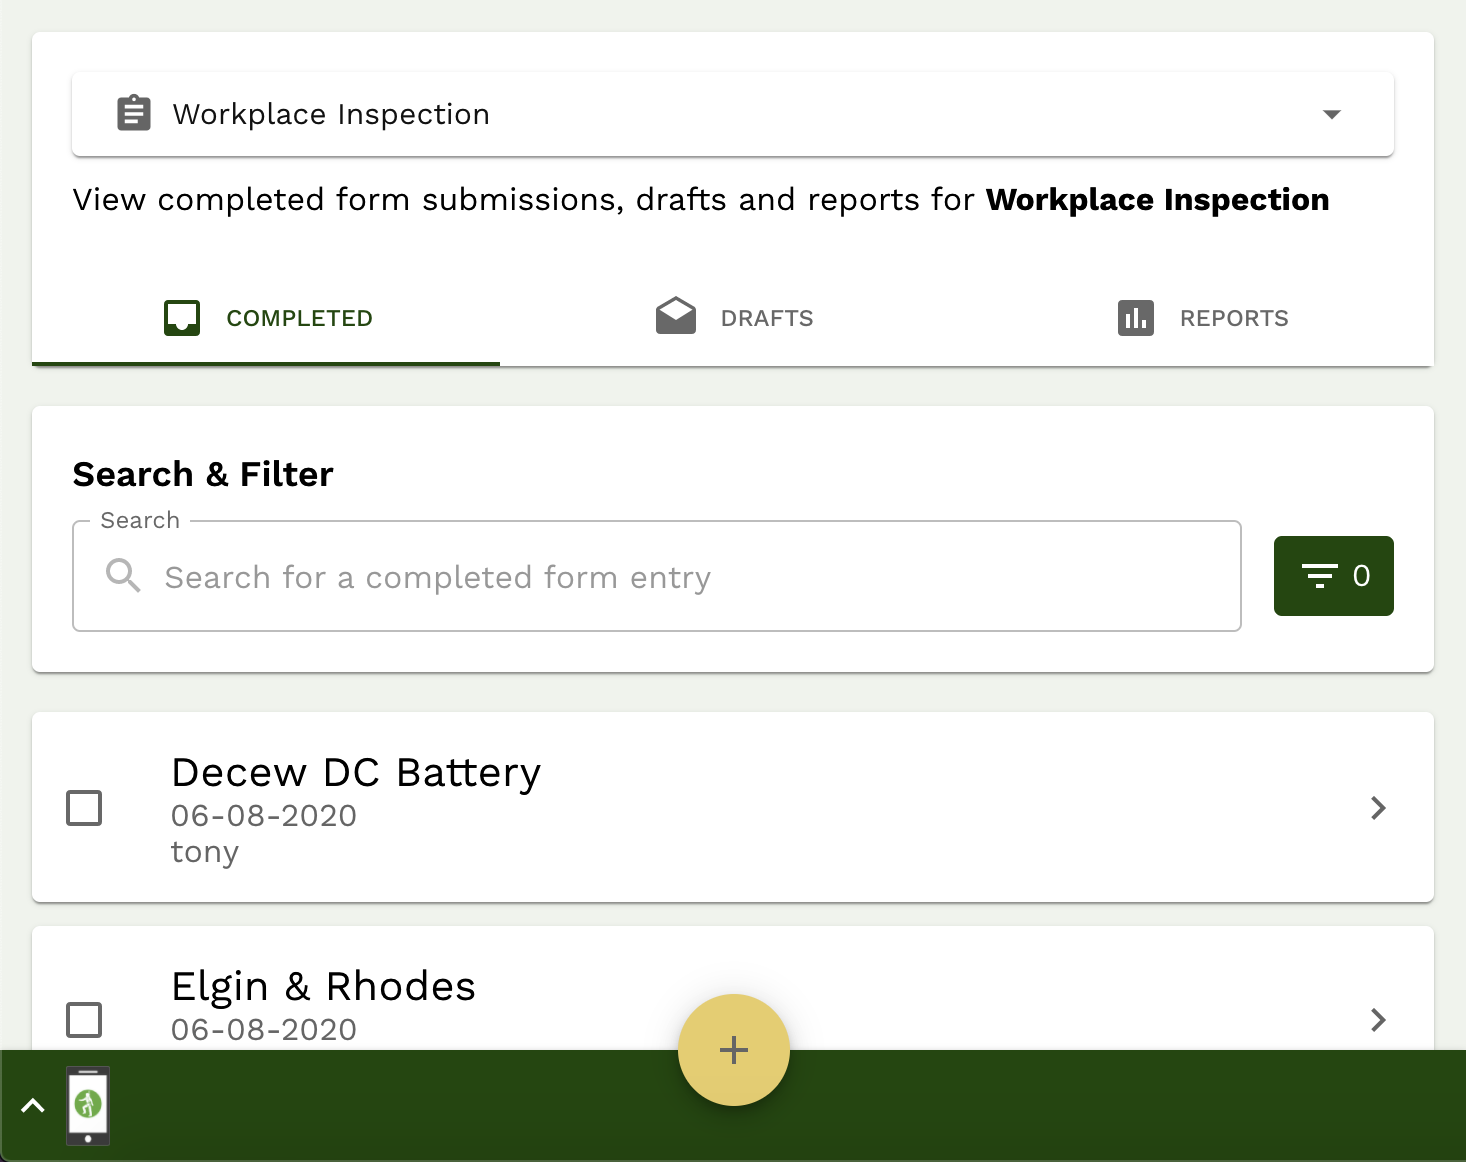 Workplace Inspection
View completed form submissions, drafts and reports for Workplace Inspection
COMPLETED
DRAFTS
REPORTS
Search & Filter
Search
Search for a completed form entry
0
Decew DC Battery
06-08-2020
tony
Elgin & Rhodes
06-08-2020